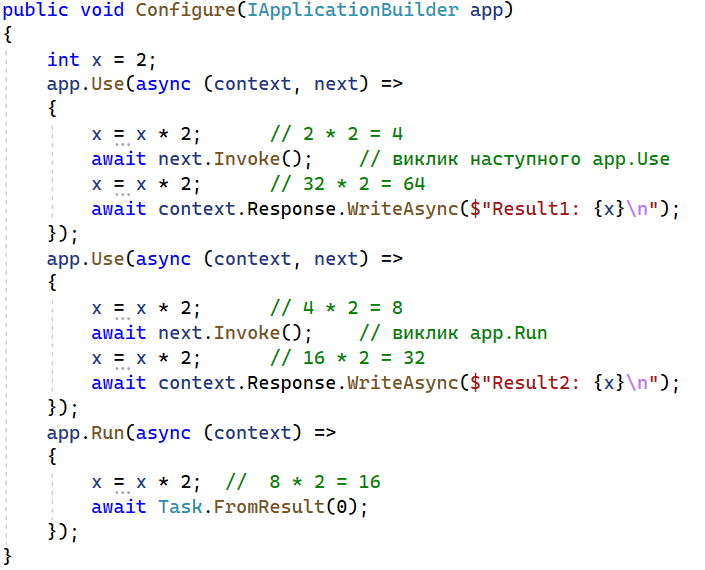 public void Configure(IApplicationBuilder app)
{
    int x = 2;
    app.Use(async (context, next) =>
    {
        x = x * 2;      // 2 * 2 = 4
        await next.Invoke();    // виклик наступного app.Use
        x = x * 2;      // 32 * 2 = 64
        await context.Response.WriteAsync($"Result1: {x}\n");
    });
    app.Use(async (context, next) =>
    {
        x = x * 2;      // 4 * 2 = 8
        await next.Invoke();    // виклик app.Run
        x = x * 2;      // 16 * 2 = 32
        await context.Response.WriteAsync($"Result2: {x}\n");
    });
    app.Run(async (context) =>
    {
        x = x * 2;  //  8 * 2 = 16
        await Task.FromResult(0);
    });
}